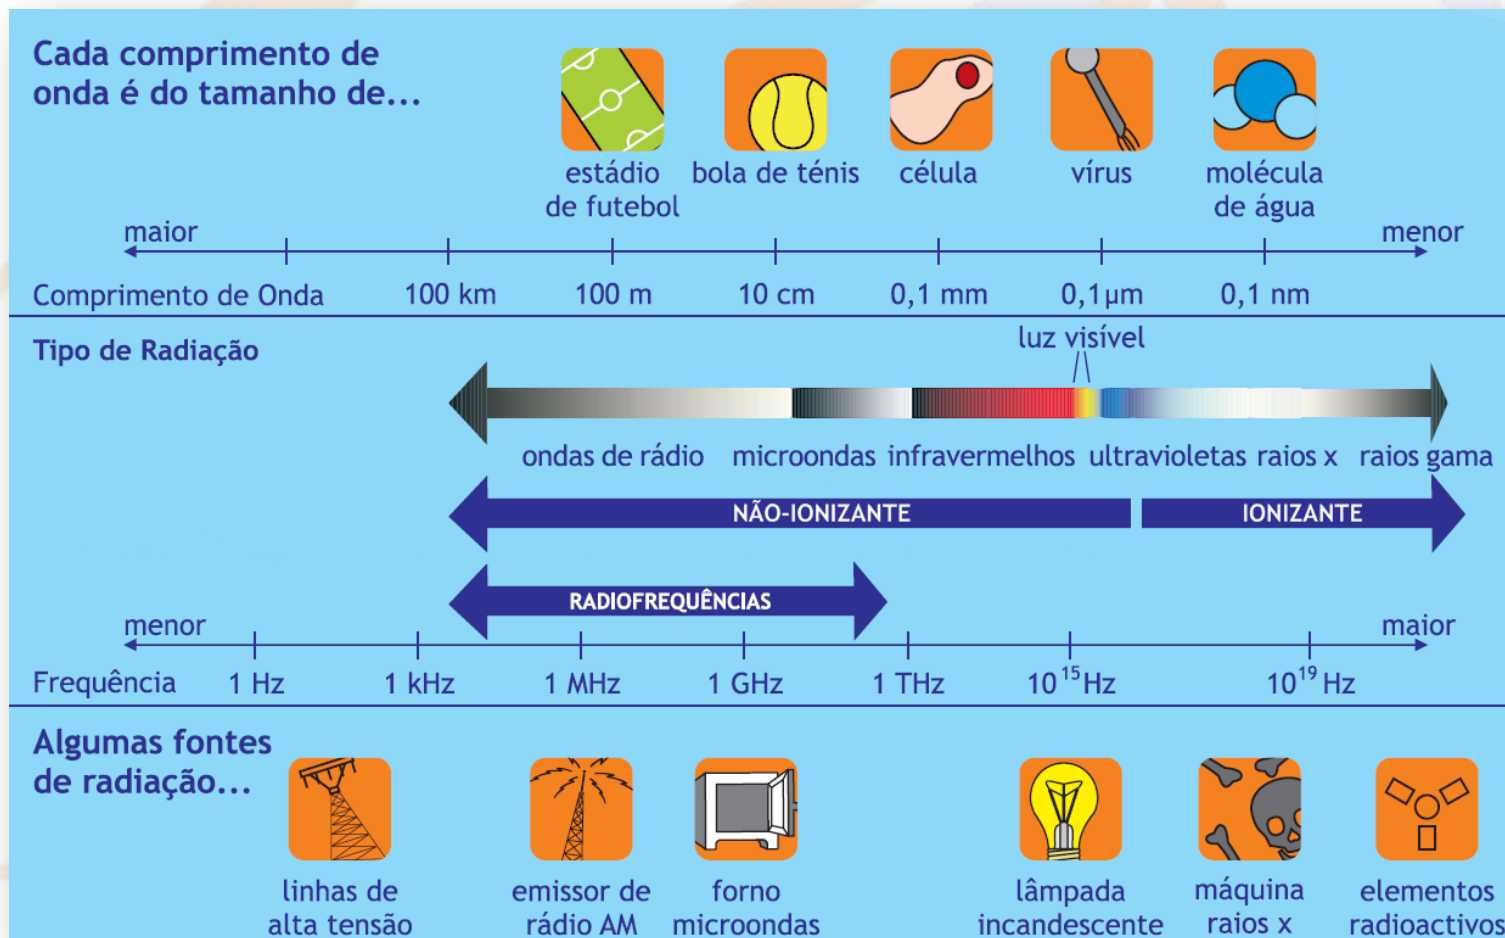 Cada comprimento de
onda é do tamanho de...
estádio
de futebol
bola de ténis
célula
vírus
molécula
de água
maior
menor
Comprimento de Onda
100 km
100 m
10 cm
0,1 mm
0,1µm
0,1 nm
Tipo de Radiação
luz visível
ondas de rádio
microondas
infravermelhos
ultravioletas
raios x
raios gama
NÃO-IONIZANTE
IONIZANTE
RADIOFREQUÊNCIAS
menor
maior
Frequência
1 Hz
1 kHz
1 MHz
1 GHz
1 THz
10¹⁵Hz
10¹⁹Hz
Algumas fontes
de radiação...
linhas de
alta tensão
emissor de
rádio AM
forno
microondas
lâmpada
incandescente
máquina
raios x
elementos
radioactivos